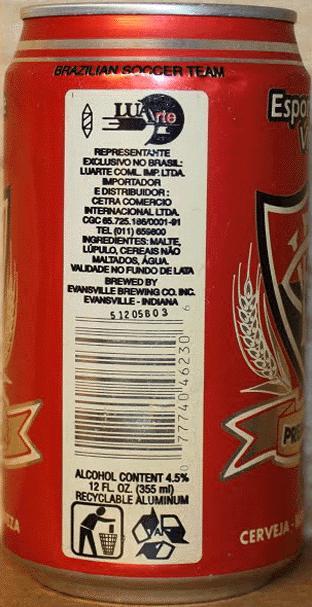 BRAZILIAN SOCCER TEAM
LUArte
REPRESENTANTE
EXCLUSIVO NO BRASIL:
LUARTE COML. IMP. LTDA.
IMPORTADOR
E DISTRIBUIDOR:
CETRA COMERCIO
INTERNACIONAL LTDA.
CGC 65.725.186/0001-91
TEL (011) 659800
INGREDIENTES: MALTE,
LÚPULO, CEREAIS NÃO
MALTADOS, ÁGUA.
VALIDADE NO FUNDO DE LATA
BREWED BY
EVANSVILLE BREWING CO. INC.
EVANSVILLE - INDIANA
51205603
0 77740 46230 6
ALCOHOL CONTENT 4.5%
12 FL. OZ. (355 ml)
RECYCLABLE ALUMINUM
CERVEJA -